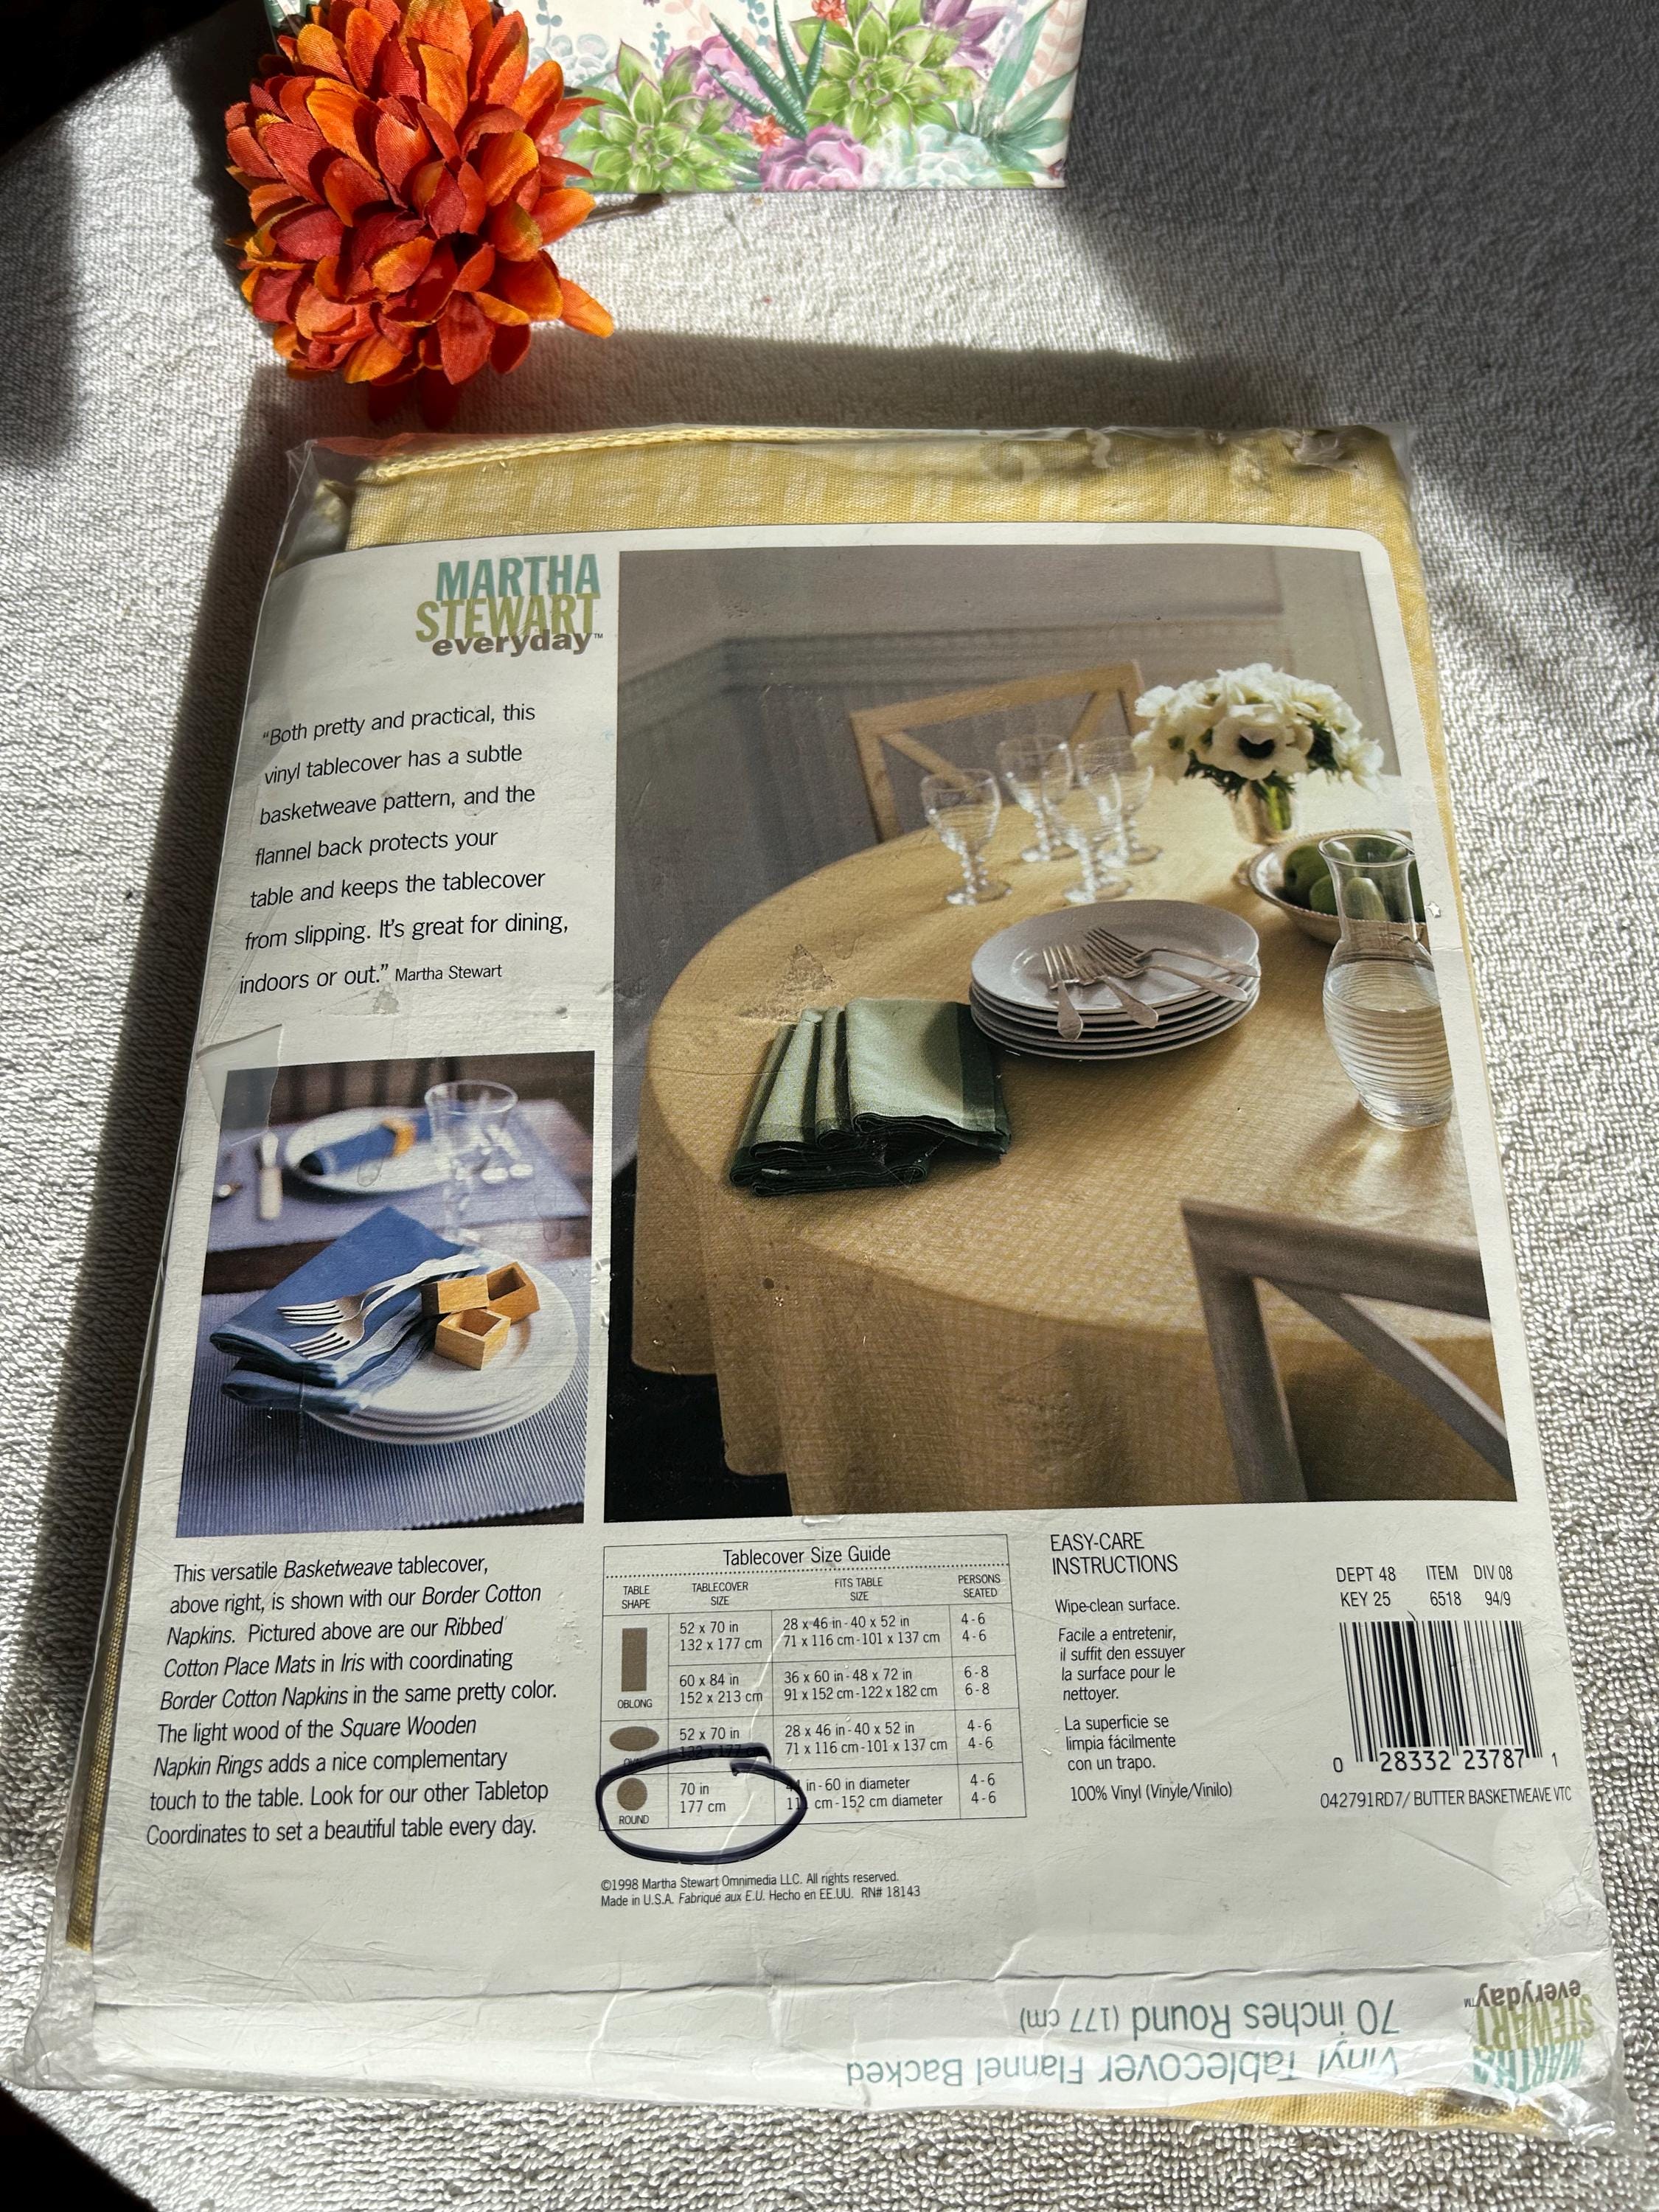 MARTHA
STEWART
everyday™
“Both pretty and practical, this
vinyl tablecover has a subtle
basketweave pattern, and the
flannel back protects your
table and keeps the tablecover
from slipping. It's great for dining,
indoors or out.” Martha Stewart
This versatile Basketweave tablecover,
above right, is shown with our Border Cotton
Napkins. Pictured above are our Ribbed
Cotton Place Mats in Iris with coordinating
Border Cotton Napkins in the same pretty color.
The light wood of the Square Wooden
Napkin Rings adds a nice complementary
touch to the table. Look for our other Tabletop
Coordinates to set a beautiful table every day.
Tablecover Size Guide
TABLE SHAPE TABLECOVER SIZE FITS TABLE SIZE PERSONS SEATED
52 x 70 in 28 x 46 in - 40 x 52 in 4 - 6
132 x 177 cm 71 x 116 cm - 101 x 137 cm 4 - 6
60 x 84 in 36 x 60 in - 48 x 72 in 6 - 8
152 x 213 cm 91 x 152 cm - 122 x 182 cm 6 - 8
OBLONG
52 x 70 in 28 x 46 in - 40 x 52 in 4 - 6
132 x 177 cm 71 x 116 cm - 101 x 137 cm 4 - 6
70 in in - 60 in diameter 4 - 6
177 cm cm - 152 cm diameter 4 - 6
ROUND
©1998 Martha Stewart Omnimedia LLC. All rights reserved.
Made in U.S.A. Fabriqué aux E.U. Hecho en EE.UU. RN# 18143
EASY-CARE
INSTRUCTIONS
Wipe-clean surface.
Facile a entretenir,
il suffit den essuyer
la surface pour le
nettoyer.
La superficie se
limpia fácilmente
con un trapo.
100% Vinyl (Vinyle/Vinilo)
DEPT 48 ITEM DIV 08
KEY 25 6518 94/9
0 28332 23787 1
042791RD7/ BUTTER BASKETWEAVE VTC
MARTHA
STEWART
everyday™
Vinyl Tablecover Flannel Backed
70 inches Round (177 cm)